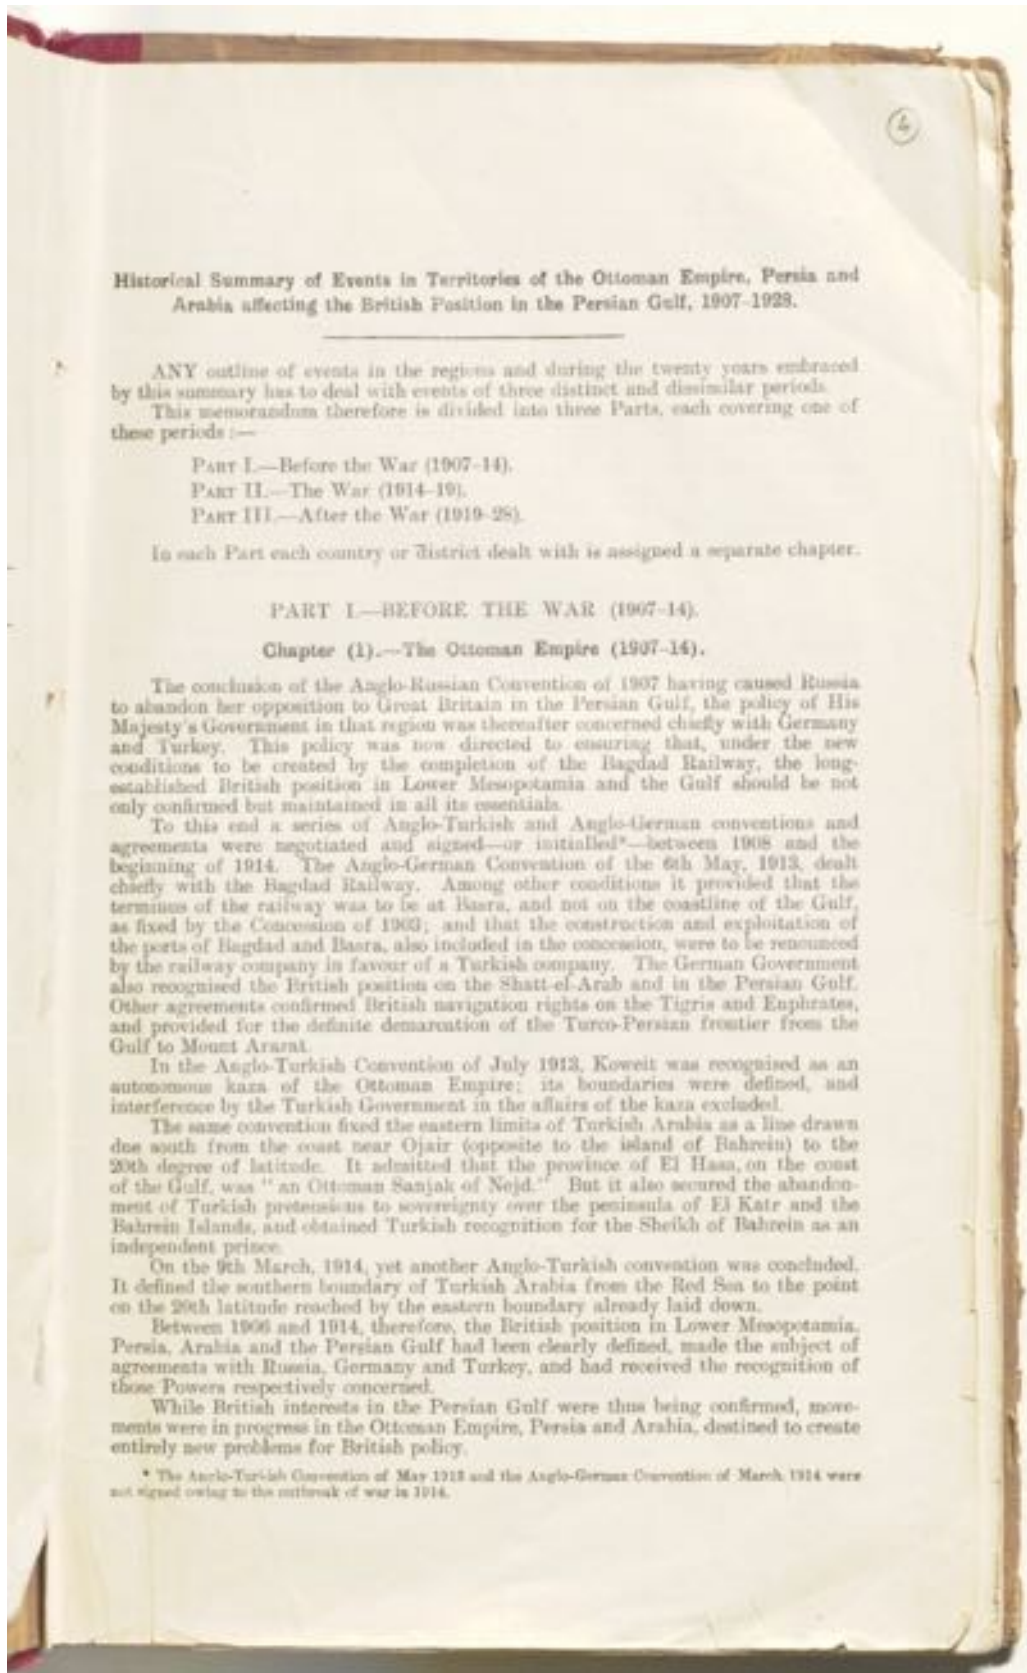 4
Historical Summary of Events in Territories of the Ottoman Empire, Persia and
Arabia affecting the British Position in the Persian Gulf, 1907-1928.
ANY outline of events in the regions and during the twenty years embraced
by this summary has to deal with events of three distinct and dissimilar periods.
This memorandum therefore is divided into three Parts, each covering one of
these periods :—
PART I.—Before the War (1907-14).
PART II.—The War (1914-19).
PART III.—After the War (1919-28).
In each Part each country or district dealt with is assigned a separate chapter.
PART I.—BEFORE THE WAR (1907-14).
Chapter (1).—The Ottoman Empire (1907-14).
The conclusion of the Anglo-Russian Convention of 1907 having caused Russia
to abandon her opposition to Great Britain in the Persian Gulf, the policy of His
Majesty's Government in that region was thereafter concerned chiefly with Germany
and Turkey. This policy was now directed to ensuring that, under the new
conditions to be created by the completion of the Bagdad Railway, the long-
established British position in Lower Mesopotamia and the Gulf should be not
only confirmed but maintained in all its essentials.
To this end a series of Anglo-Turkish and Anglo-German conventions and
agreements were negotiated and signed—or initialled*—between 1908 and the
beginning of 1914. The Anglo-German Convention of the 6th May, 1913, dealt
chiefly with the Bagdad Railway. Among other conditions it provided that the
terminus of the railway was to be at Basra, and not on the coastline of the Gulf,
as fixed by the Concession of 1903; and that the construction and exploitation of
the ports of Bagdad and Basra, also included in the concession, were to be renounced
by the railway company in favour of a Turkish company. The German Government
also recognised the British position on the Shatt-el-Arab and in the Persian Gulf.
Other agreements confirmed British navigation rights on the Tigris and Euphrates,
and provided for the definite demarcation of the Turco-Persian frontier from the
Gulf to Mount Ararat.
In the Anglo-Turkish Convention of July 1913, Koweit was recognised as an
autonomous kaza of the Ottoman Empire; its boundaries were defined, and
interference by the Turkish Government in the affairs of the kaza excluded.
The same convention fixed the eastern limits of Turkish Arabia as a line drawn
due south from the coast near Ojair (opposite to the island of Bahrein) to the
20th degree of latitude. It admitted that the province of El Hasa, on the coast
of the Gulf, was " an Ottoman Sanjak of Nejd." But it also secured the abandon-
ment of Turkish pretensions to sovereignty over the peninsula of El Katr and the
Bahrein Islands, and obtained Turkish recognition for the Sheikh of Bahrein as an
independent prince.
On the 9th March, 1914, yet another Anglo-Turkish convention was concluded.
It defined the southern boundary of Turkish Arabia from the Red Sea to the point
on the 20th latitude reached by the eastern boundary already laid down.
Between 1906 and 1914, therefore, the British position in Lower Mesopotamia,
Persia, Arabia and the Persian Gulf had been clearly defined, made the subject of
agreements with Russia, Germany and Turkey, and had received the recognition of
those Powers respectively concerned.
While British interests in the Persian Gulf were thus being confirmed, move-
ments were in progress in the Ottoman Empire, Persia and Arabia, destined to create
entirely new problems for British policy.
* The Anglo-Turkish Convention of May 1913 and the Anglo-German Convention of March 1914 were
not signed owing to the outbreak of war in 1914.